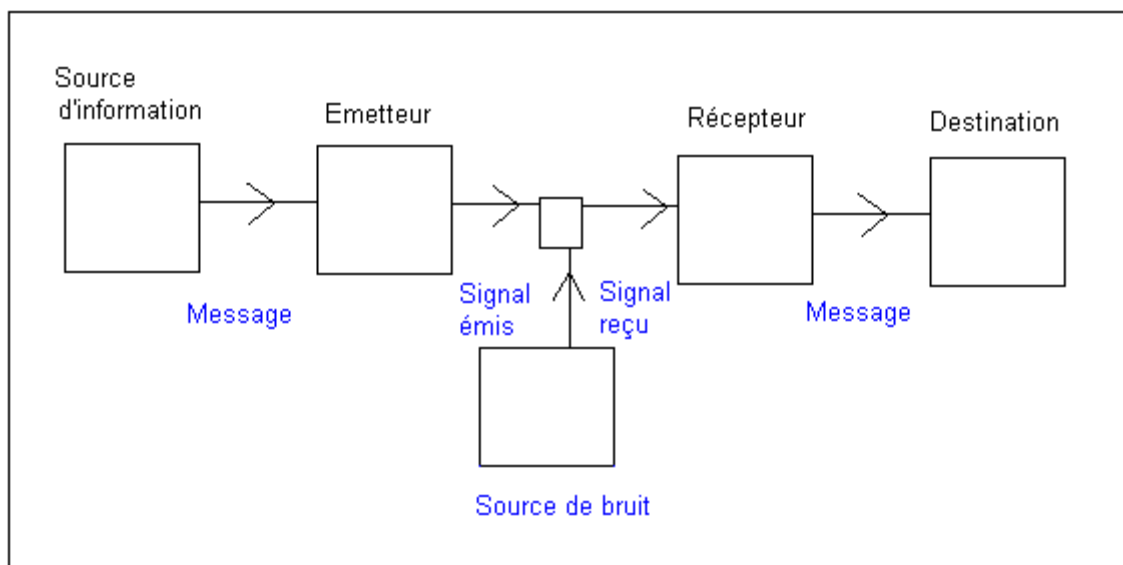 Source
d'information
Emetteur
Récepteur
Destination
Message
Signal
émis
Signal
reçu
Message
Source de bruit